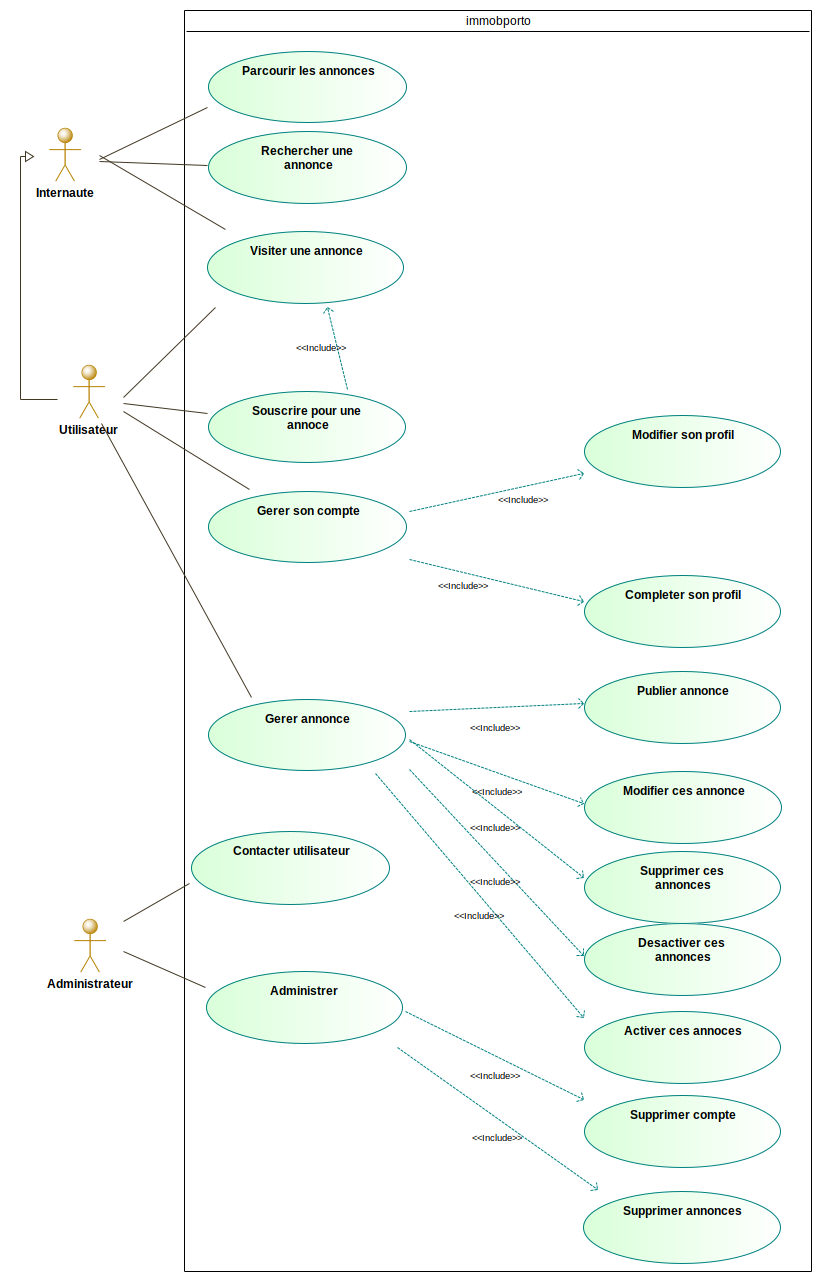 immobporto
Parcourir les annonces
Rechercher une
annonce
Internaute
Visiter une annonce
<<Include>>
Utilisateur
Souscrire pour une
annoce
Modifier son profil
<<Include>>
Gerer son compte
<<Include>>
Completer son profil
Publier annonce
Gerer annonce
<<Include>>
Modifier ces annonce
<<Include>>
<<Include>>
Contacter utilisateur
Supprimer ces
annonces
<<Include>>
<<Include>>
Desactiver ces
annonces
Administrateur
Administrer
Activer ces annoces
<<Include>>
Supprimer compte
<<Include>>
Supprimer annonces